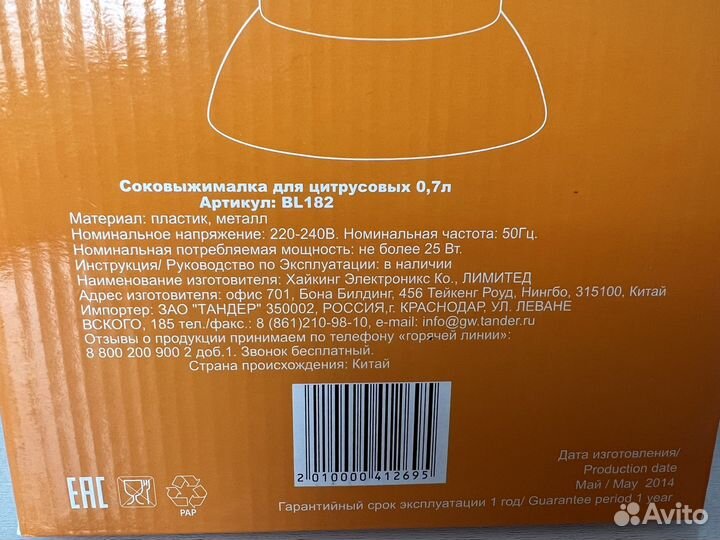 Соковыжималка для цитрусовых 0,7л
Артикул: BL182
Материал: пластик, металл
Номинальное напряжение: 220-240В. Номинальная частота: 50Гц.
Номинальная потребляемая мощность: не более 25 Вт.
Инструкция/ Руководство по Эксплуатации: в наличии
Наименование изготовителя: Хайкинг Электроникс Ко., ЛИМИТЕД
Адрес изготовителя: офис 701, Бона Билдинг, 456 Тейкенг Роуд, Нингбо, 315100, Китай
Импортер: ЗАО "ТАНДЕР" 350002, РОССИЯ,г. КРАСНОДАР, УЛ. ЛЕВАНЕ
ВСКОГО, 185 тел./факс.: 8 (861)210-98-10, e-mail: info@gw.tander.ru
Отзывы о продукции принимаем по телефону «горячей линии»:
8 800 200 900 2 доб.1. Звонок бесплатный.
Страна происхождения: Китай
2 010000 412695
Дата изготовления/
Production date
Май / May 2014
Гарантийный срок эксплуатации 1 год/ Guarantee period 1 year
EAC
PAP
Avito